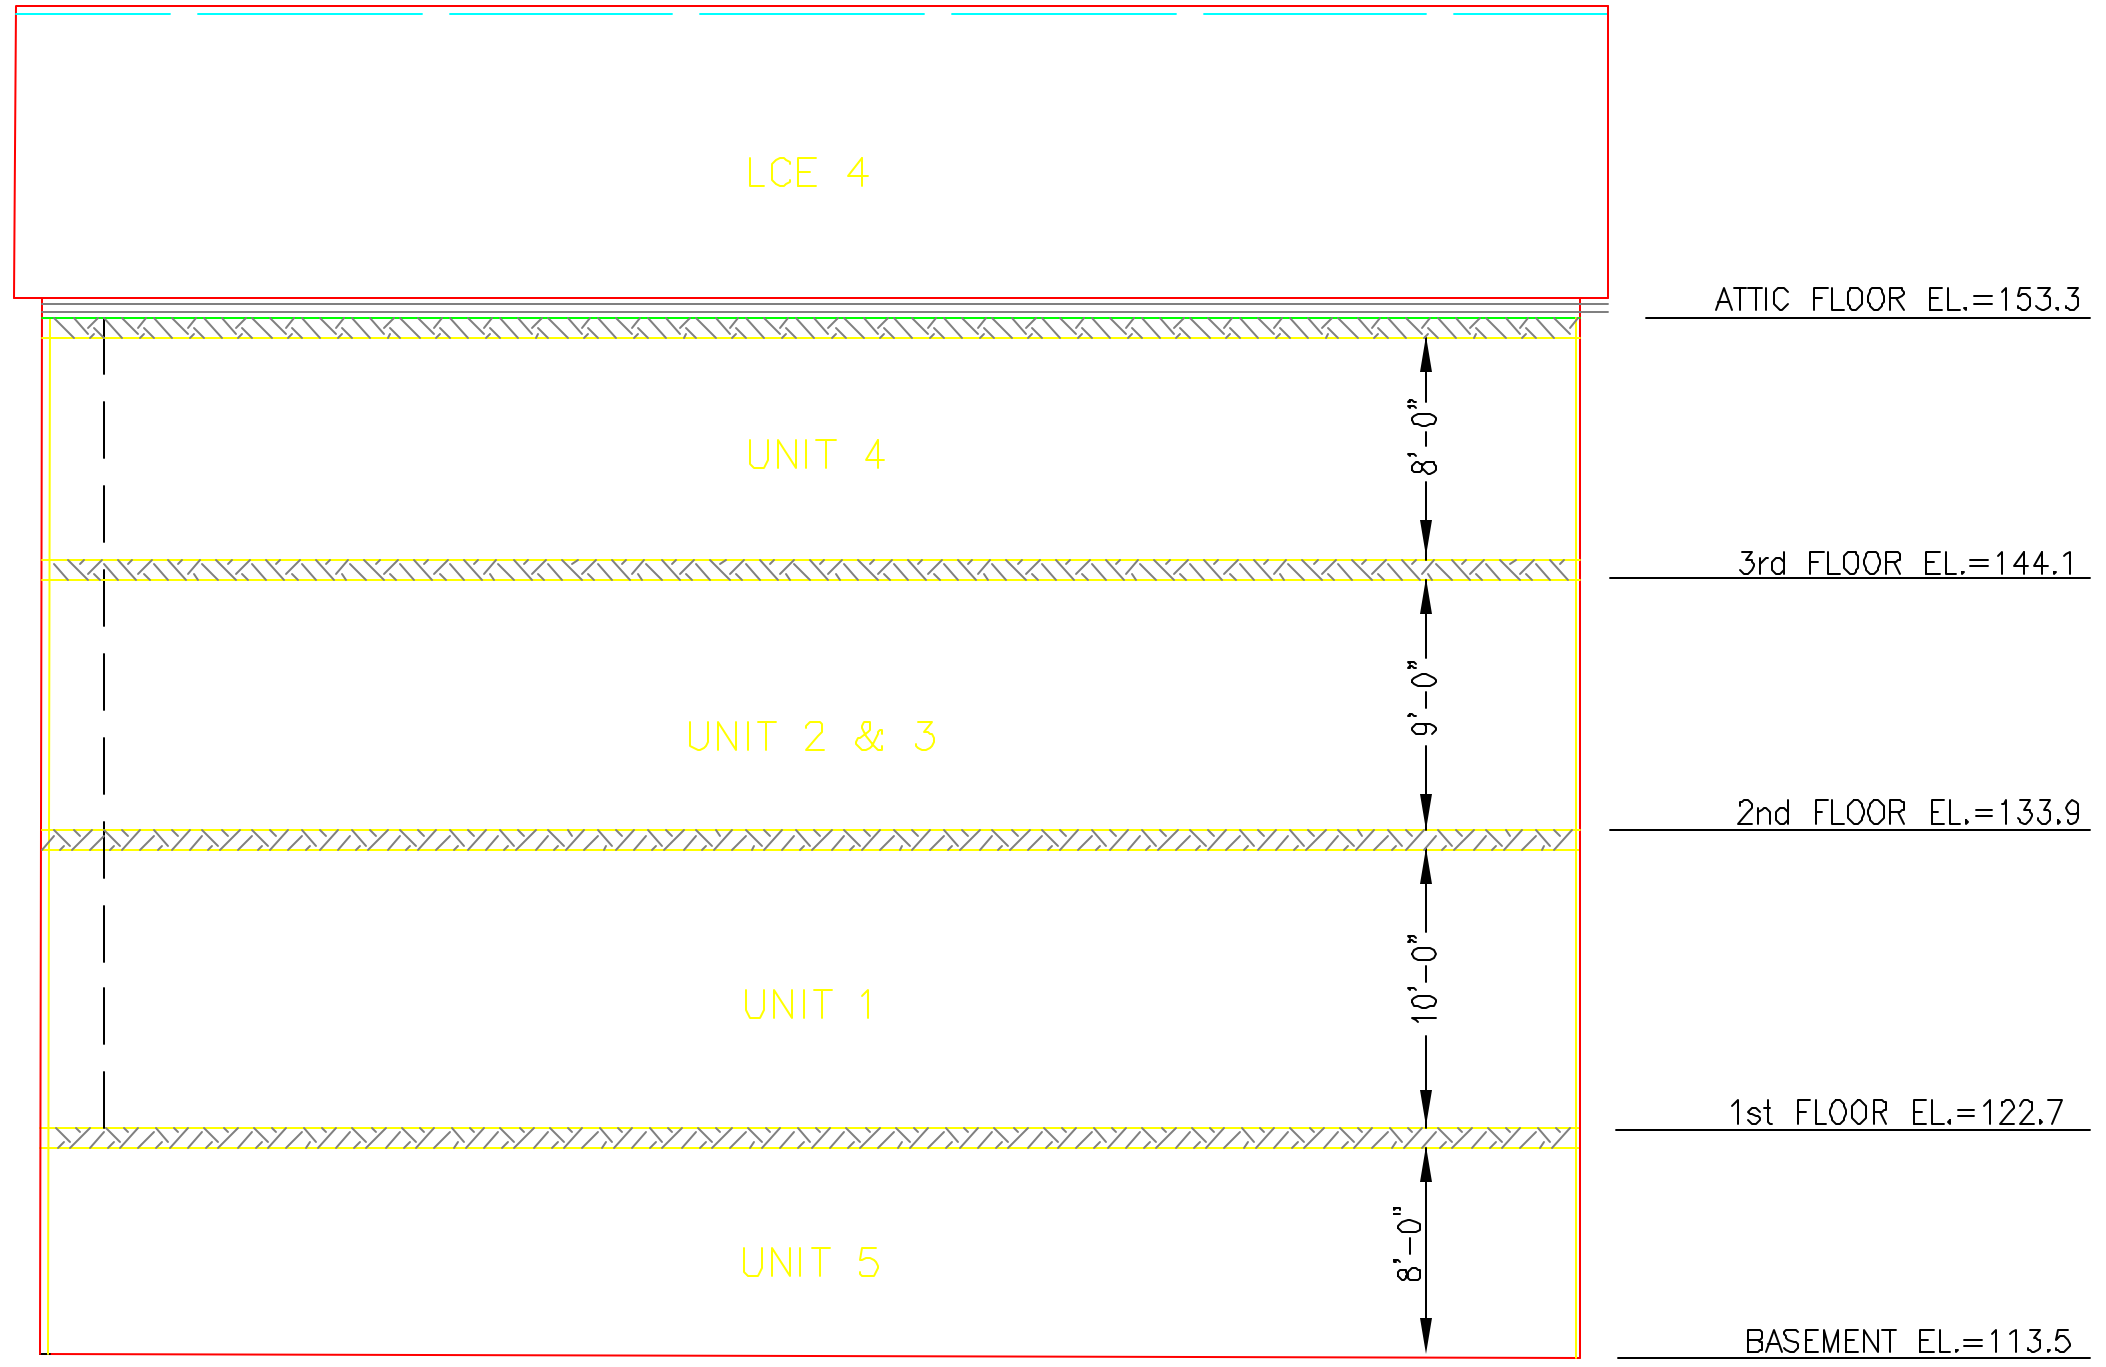 LCE 4
ATTIC FLOOR EL.=153.3
8'-0"
UNIT 4
3rd FLOOR EL.=144.1
9'-0"
UNIT 2 & 3
2nd FLOOR EL.=133.9
10'-0"
UNIT 1
1st FLOOR EL.=122.7
8'-0"
UNIT 5
BASEMENT EL.=113.5